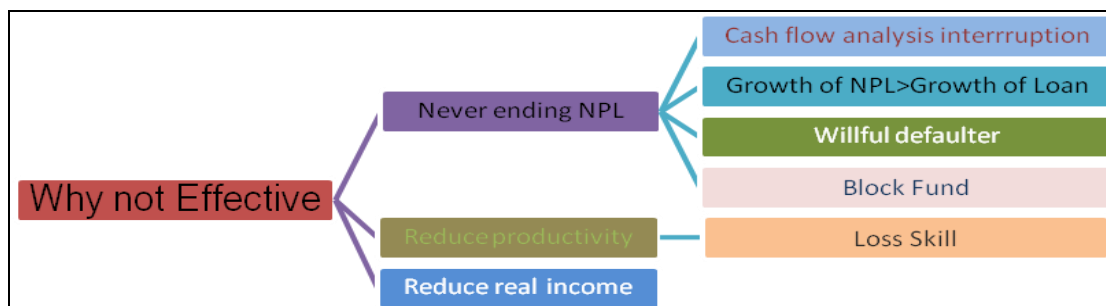 Why not Effective
Never ending NPL
Cash flow analysis interrruption
Growth of NPL>Growth of Loan
Willful defaulter
Block Fund
Reduce productivity
Loss Skill
Reduce real income